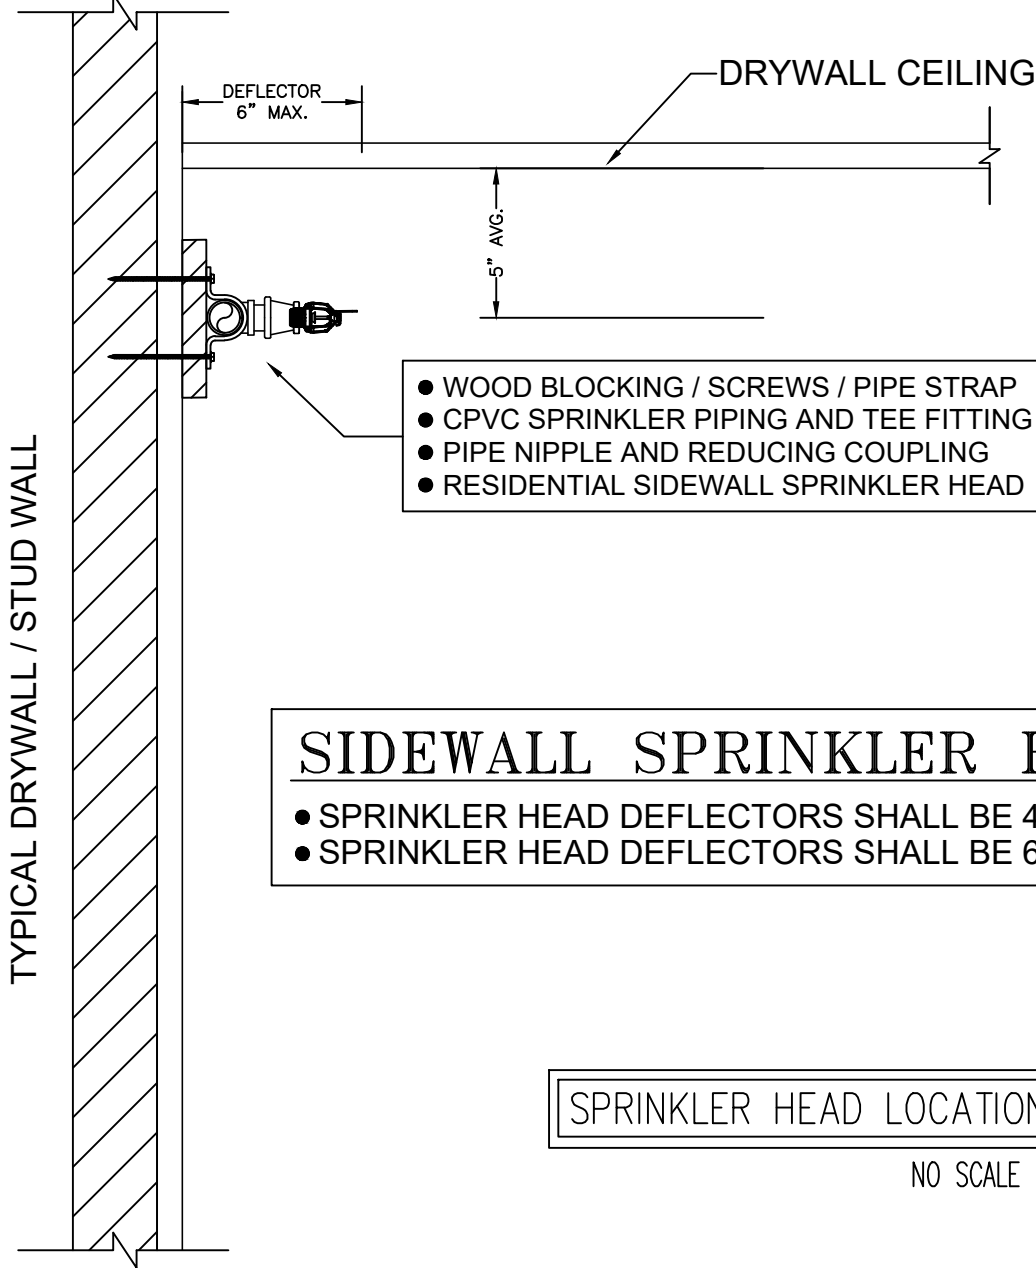 DRYWALL CEILING
DEFLECTOR
6" MAX.
5" AVG.
● WOOD BLOCKING / SCREWS / PIPE STRAP
● CPVC SPRINKLER PIPING AND TEE FITTING
● PIPE NIPPLE AND REDUCING COUPLING
● RESIDENTIAL SIDEWALL SPRINKLER HEAD
TYPICAL DRYWALL / STUD WALL
SIDEWALL SPRINKLER
● SPRINKLER HEAD DEFLECTORS SHALL BE 4
● SPRINKLER HEAD DEFLECTORS SHALL BE 6
SPRINKLER HEAD LOCATION
NO SCALE